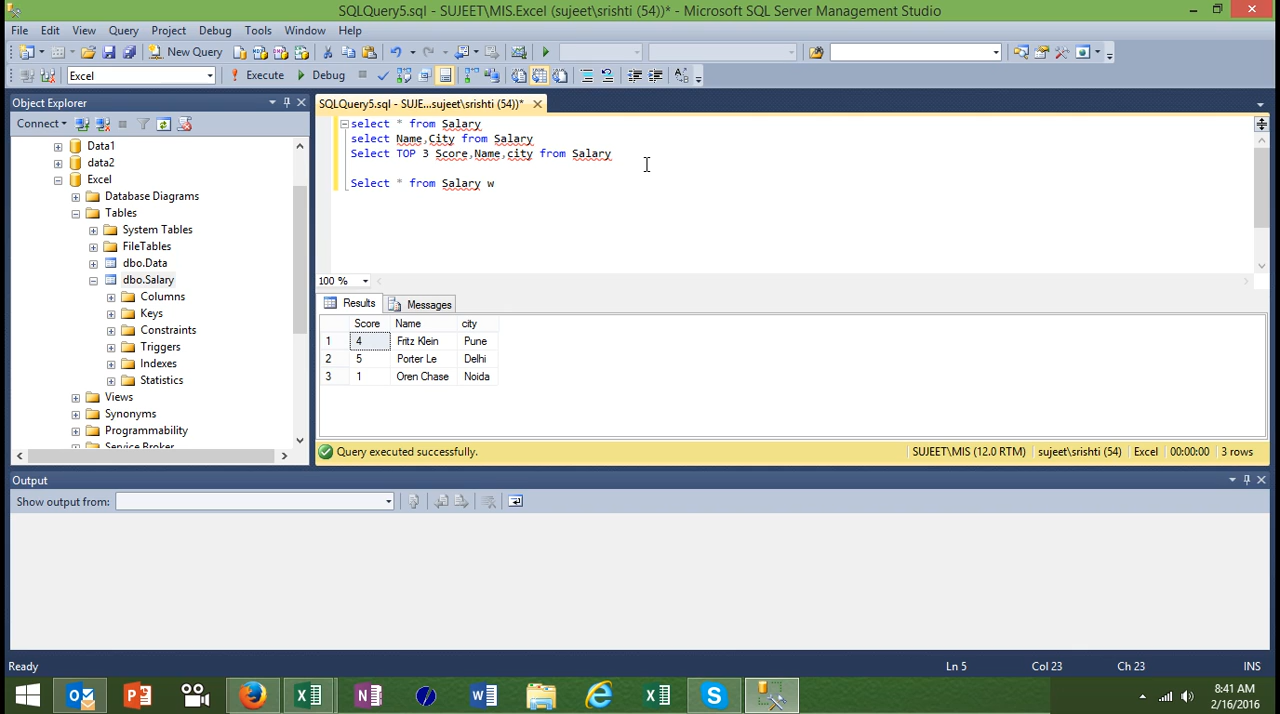 SQLQuery5.sql - SUJEET\MIS.Excel (sujeet\srishti (54))* - Microsoft SQL Server Management Studio
File Edit View Query Project Debug Tools Window Help
New Query
Excel Execute Debug
Object Explorer
SQLQuery5.sql - SUJE...sujeet\srishti (54))*
Connect
Data1
data2
Excel
Database Diagrams
Tables
System Tables
FileTables
dbo.Data
dbo.Salary
Columns
Keys
Constraints
Triggers
Indexes
Statistics
Views
Synonyms
Programmability
Service Broker
select * from Salary
select Name,City from Salary
Select TOP 3 Score,Name,city from Salary
Select * from Salary w
100 %
Results Messages
Score Name city
1 4 Fritz Klein Pune
2 5 Porter Le Delhi
3 1 Oren Chase Noida
Query executed successfully. SUJEET\MIS (12.0 RTM) sujeet\srishti (54) Excel 00:00:00 3 rows
Output
Show output from:
Ready Ln 5 Col 23 Ch 23 INS
8:41 AM
2/16/2016